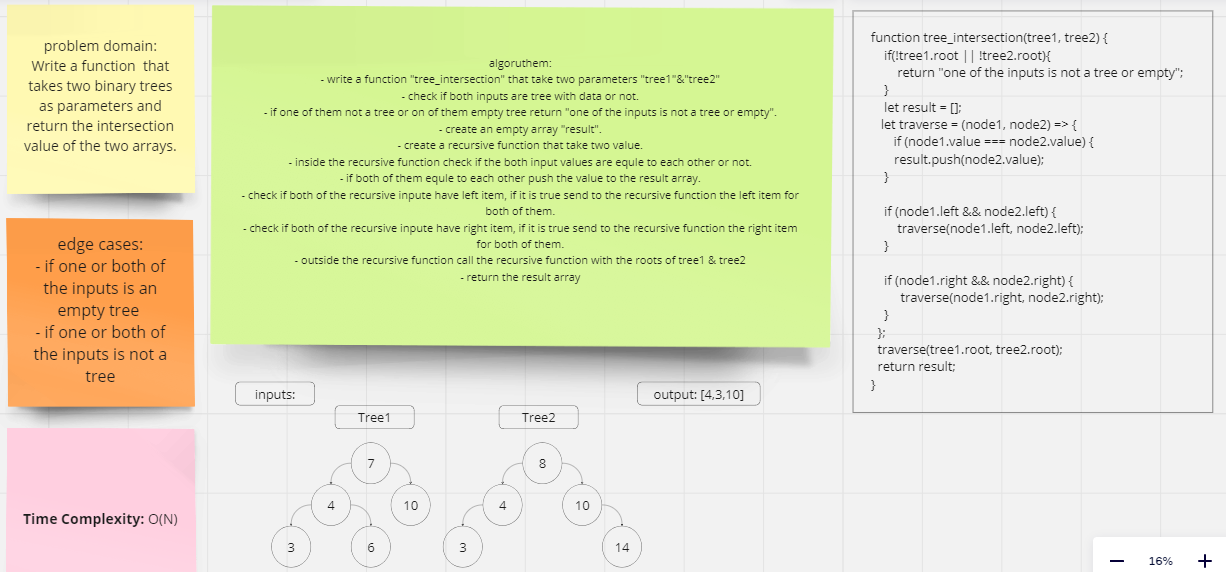 problem domain:
Write a function  that
takes two binary trees
as parameters and
return the intersection
value of the two arrays.
edge cases:
- if one or both of
the inputs is an
empty tree
- if one or both of
the inputs is not a
tree
Time Complexity: O(N)
algoruthem:
- write a function "tree_intersection" that take two parameters "tree1"&"tree2"
- check if both inputs are tree with data or not.
- if one of them not a tree or on of them empty tree return "one of the inputs is not a tree or empty".
- create an empty array "result".
- create a recursive function that take two value.
- inside the recursive function check if the both input values are equle to each other or not.
- if both of them equle to each other push the value to the result array.
- check if both of the recursive inpute have left item, if it is true send to the recursive function the left item for
both of them.
- check if both of the recursive inpute have right item, if it is true send to the recursive function the right item
for both of them.
- outside the recursive function call the recursive function with the roots of tree1 & tree2
- return the result array
inputs:
output: [4,3,10]
Tree1
Tree2
7
8
4
10
4
10
3
6
3
14
function tree_intersection(tree1, tree2) {
if(!tree1.root || !tree2.root){
return "one of the inputs is not a tree or empty";
}
let result = [];
let traverse = (node1, node2) => {
if (node1.value === node2.value) {
result.push(node2.value);
}
if (node1.left && node2.left) {
traverse(node1.left, node2.left);
}
if (node1.right && node2.right) {
traverse(node1.right, node2.right);
}
};
traverse(tree1.root, tree2.root);
return result;
}
16%